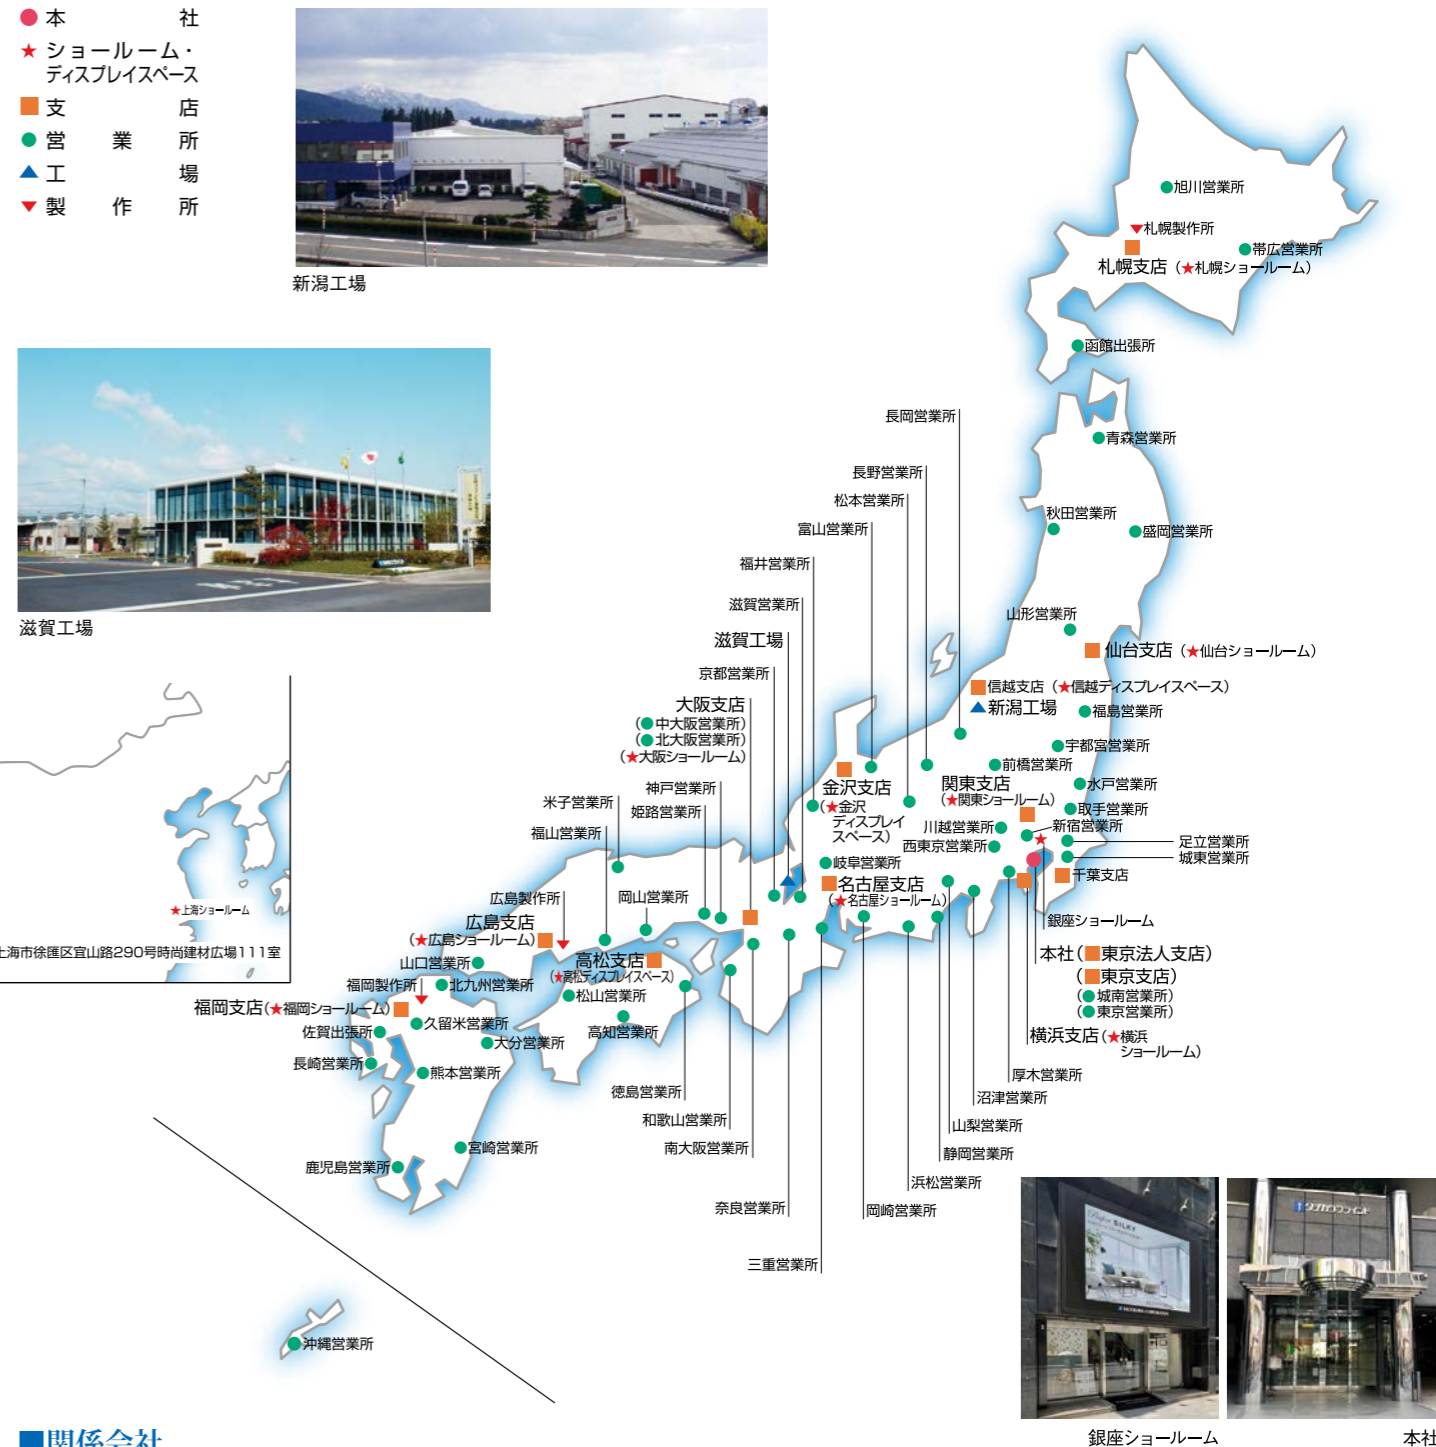 本社
ショールーム・
ディスプレイスペース
支店
営業所
工場
製作所
新潟工場
滋賀工場
旭川営業所
札幌製作所
帯広営業所
札幌支店（★札幌ショールーム）
函館出張所
青森営業所
秋田営業所
盛岡営業所
山形営業所
仙台支店（★仙台ショールーム）
信越支店（★信越ディスプレイスペース）
新潟工場
福島営業所
宇都宮営業所
前橋営業所
水戸営業所
関東支店
（★関東ショールーム）
取手営業所
新宿営業所
川越営業所
西東京営業所
足立営業所
城東営業所
千葉支店
銀座ショールーム
本社（■東京法人支店）
（■東京支店）
（●城南営業所）
（●東京営業所）
横浜支店（★横浜
ショールーム）
厚木営業所
沼津営業所
山梨営業所
静岡営業所
浜松営業所
岡崎営業所
三重営業所
奈良営業所
南大阪営業所
和歌山営業所
徳島営業所
長岡営業所
長野営業所
松本営業所
富山営業所
福井営業所
滋賀営業所
滋賀工場
京都営業所
大阪支店
（●中大阪営業所）
（●北大阪営業所）
（★大阪ショールーム）
神戸営業所
姫路営業所
米子営業所
福山営業所
金沢支店
（★金沢
ディスプレイ
スペース）
岐阜営業所
名古屋支店
（★名古屋ショールーム）
岡山営業所
広島製作所
広島支店
（★広島ショールーム）
山口営業所
高松支店
（★高松ディスプレイスペース）
松山営業所
高知営業所
福岡製作所
北九州営業所
福岡支店（★福岡ショールーム）
久留米営業所
佐賀出張所
大分営業所
長崎営業所
熊本営業所
宮崎営業所
鹿児島営業所
沖縄営業所
★上海ショールーム
上海市徐匯区宜山路290号時尚建材広場111室
SILKY
タチカワブラインド
銀座ショールーム
本社
■関係会社